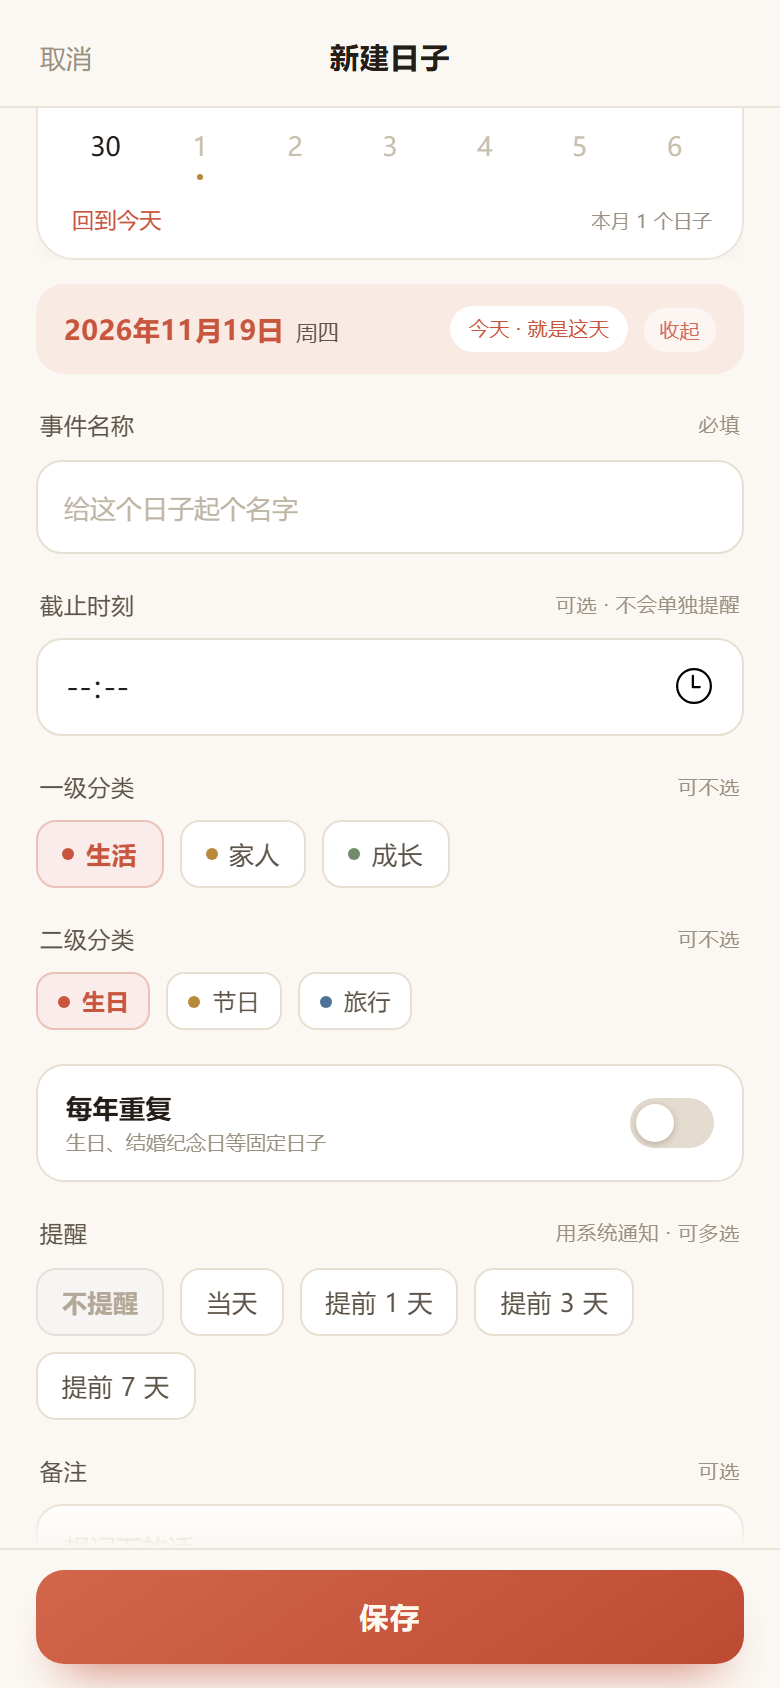 取消 新建日子
30 1 2 3 4 5 6
回到今天 本月 1 个日子
2026年11月19日 周四 今天 · 就是这天 收起
事件名称 必填
给这个日子起个名字
截止时刻 可选 · 不会单独提醒
--:--
一级分类 可不选
生活 家人 成长
二级分类 可不选
生日 节日 旅行
每年重复
生日、结婚纪念日等固定日子
提醒 用系统通知 · 可多选
不提醒 当天 提前 1 天 提前 3 天
提前 7 天
备注 可选
保存